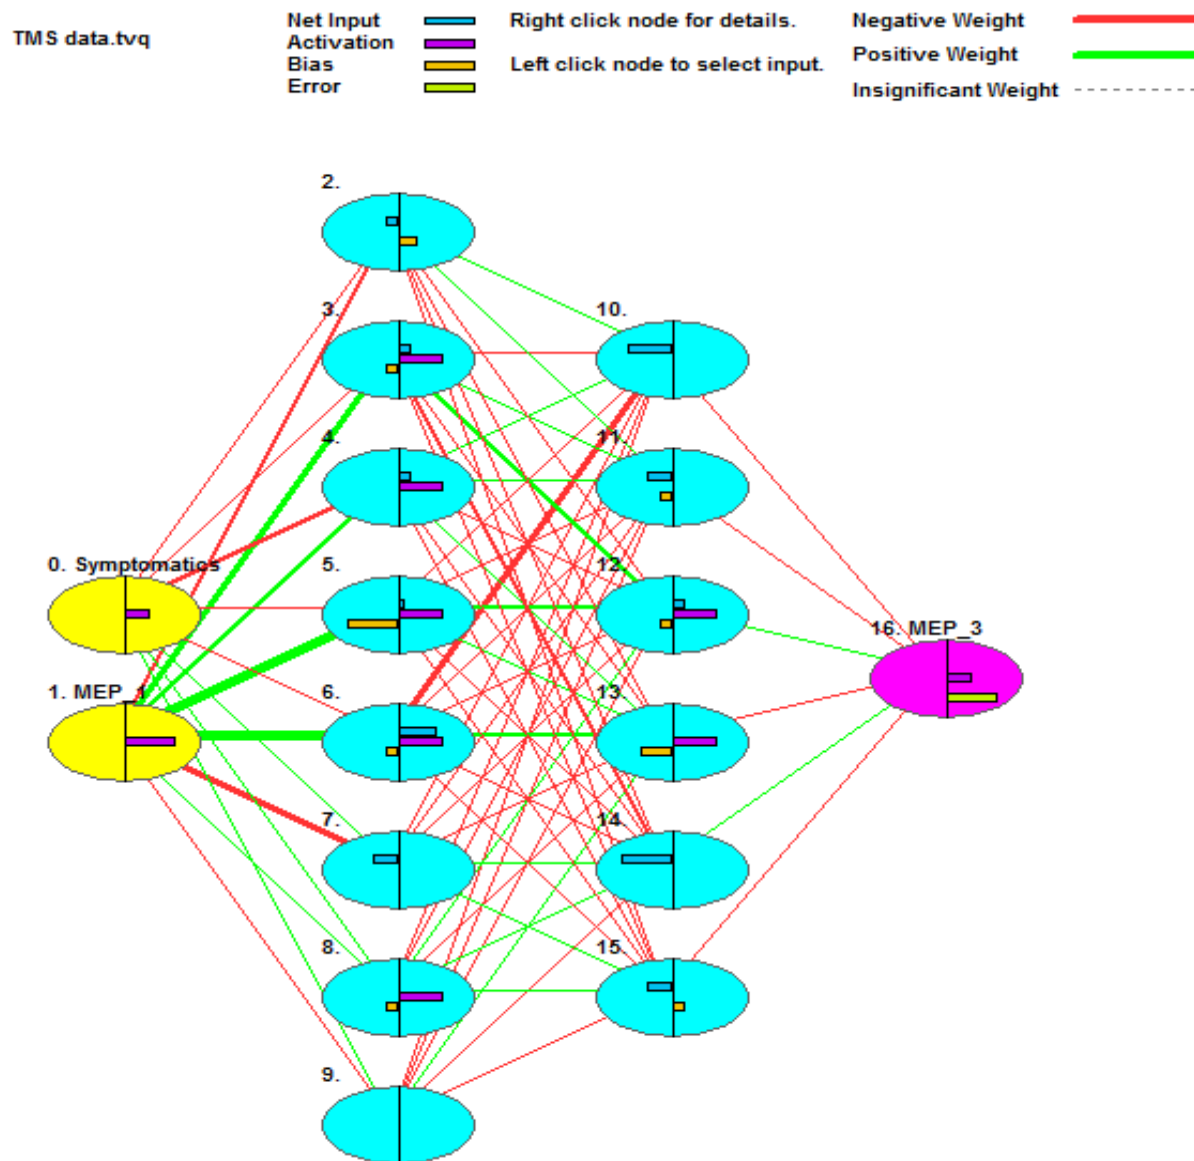 TMS data.tvq
Net Input
Activation
Bias
Error
Right click node for details.
Left click node to select input.
Negative Weight
Positive Weight
Insignificant Weight
2.
3.
10.
4.
11.
0. Symptomatics
5.
12.
16. MEP_3
1. MEP_1
6.
13.
7.
14.
8.
15.
9.